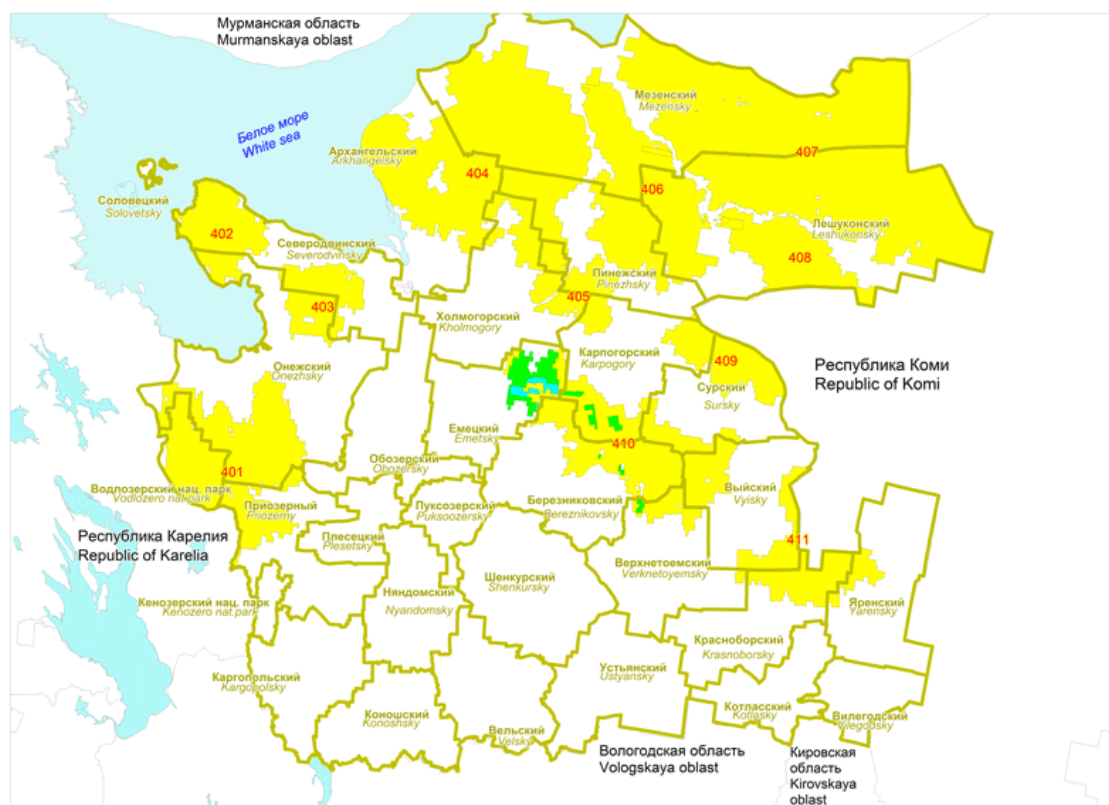 Мурманская область
Murmanskaya oblast
Белое море
White sea
Мезенский
Mezensky
Архангельский
Arkhangelsky
407
404
406
Соловецкий
Solovetsky
402
Северодвинский
Severodvinsky
Лешуконский
Leshukonsky
408
Пинежский
Pinezhsky
405
403
Холмогорский
Kholmogory
Карпогорский
Karpogory
409
Республика Коми
Republic of Komi
Онежский
Onezhsky
Сурский
Sursky
Емецкий
Emetsky
410
Обозерский
Obozersky
401
Водлозерский нац. парк
Vodlozero nat.park
Приозерный
Priozerny
Пуксозерский
Puksoozersky
Березниковский
Bereznikovsky
Выйский
Vyisky
Республика Карелия
Republic of Karelia
Плесецкий
Plesetsky
411
Верхнетоемский
Verknetoyemsky
Шенкурский
Shenkursky
Няндомский
Nyandomsky
Кенозерский нац. парк
Kenozero nat.park
Яренский
Yarensky
Красноборский
Krasnoborsky
Каргопольский
Kargopolsky
Устьянский
Ustyansky
Коношский
Konoshsky
Котласский
Kotlasky
Вилегодский
Vilegodsky
Вельский
Velsky
Вологодская область
Vologskaya oblast
Кировская
область
Kirovskaya
oblast